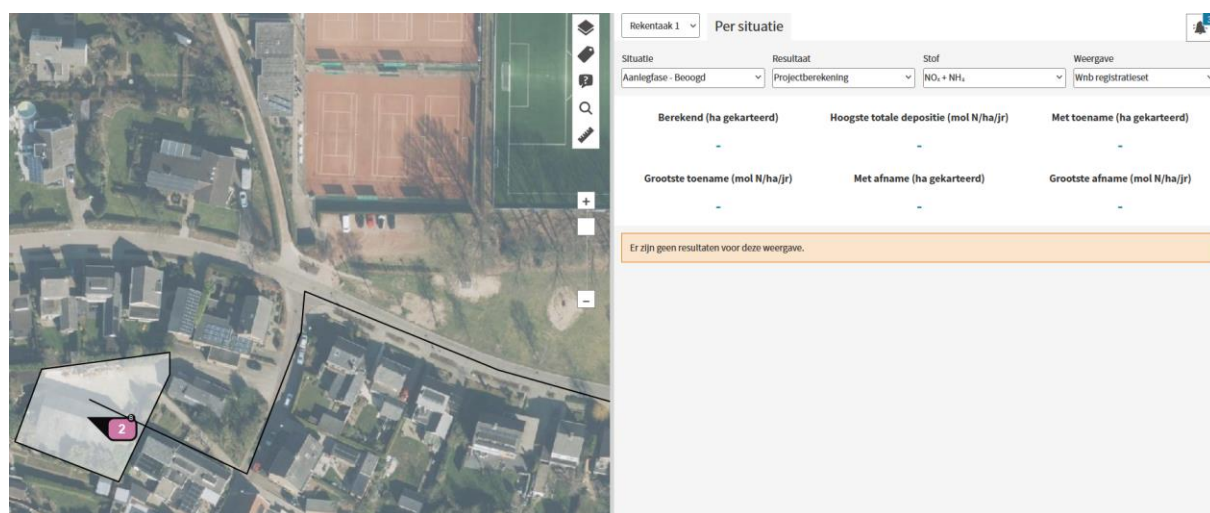 Rekentaak 1 Per situatie
Situatie Resultaat Stof Weergave
Aanlegfase - Beoogd Projectberekening NOₓ + NH₃ Wnb registratieset
Berekend (ha gekarteerd) Hoogste totale depositie (mol N/ha/jr) Met toename (ha gekarteerd)
- - -
Grootste toename (mol N/ha/jr) Met afname (ha gekarteerd) Grootste afname (mol N/ha/jr)
- - -
Er zijn geen resultaten voor deze weergave.
?
+
−
2